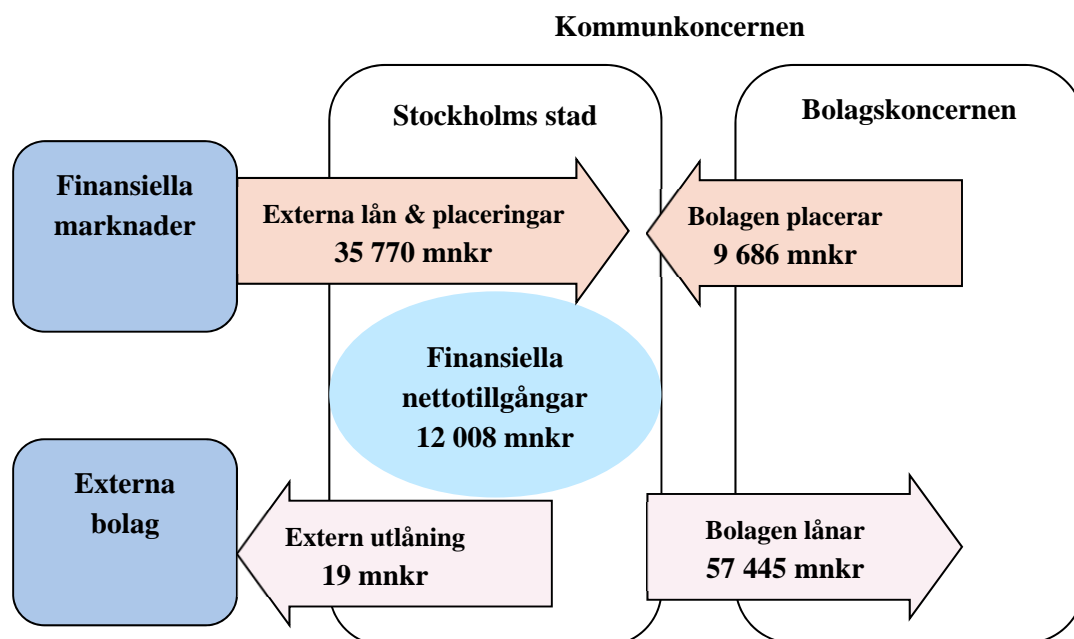 Kommunkoncernen
Stockholms stad
Bolagskoncernen
Finansiella
marknader
Externa lån & placeringar
35 770 mnkr
Bolagen placerar
9 686 mnkr
Finansiella
nettotillgångar
12 008 mnkr
Externa
bolag
Extern utlåning
19 mnkr
Bolagen lånar
57 445 mnkr